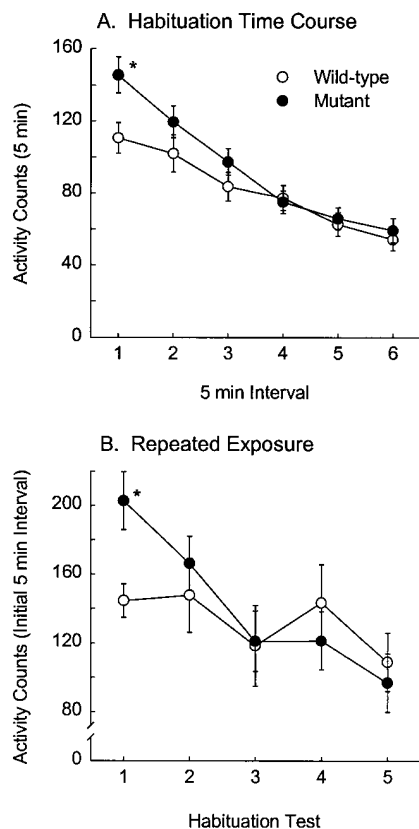 A. Habituation Time Course
160
120
80
40
0
Activity Counts (5 min)
*
Wild-type
Mutant
1 2 3 4 5 6
5 min Interval
B. Repeated Exposure
200
160
120
80
0
Activity Counts (Initial 5 min Interval)
*
1 2 3 4 5
Habituation Test